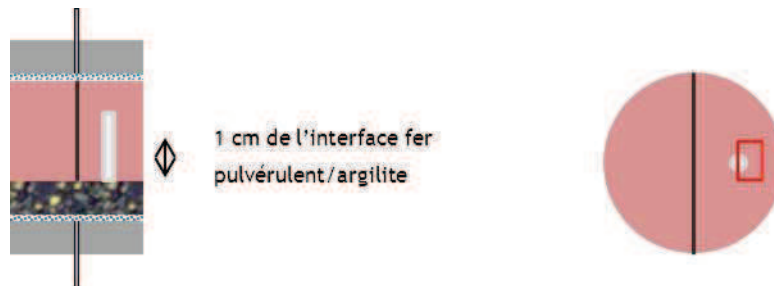 1 cm de l'interface fer
pulvérulent/argilite